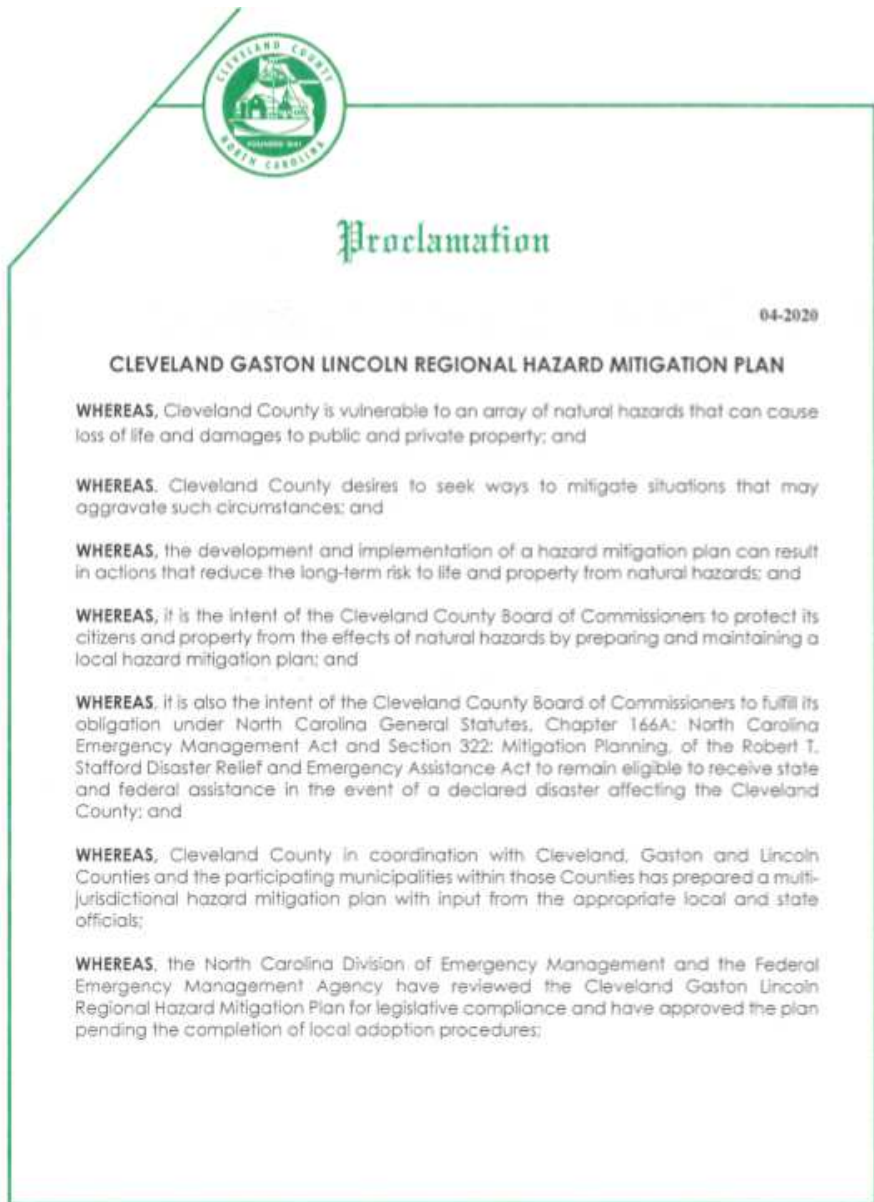 CLEVELAND COUNTY
FOUNDED 1841
NORTH CAROLINA
Proclamation
04-2020
CLEVELAND GASTON LINCOLN REGIONAL HAZARD MITIGATION PLAN
WHEREAS, Cleveland County is vulnerable to an array of natural hazards that can cause
loss of life and damages to public and private property; and
WHEREAS, Cleveland County desires to seek ways to mitigate situations that may
aggravate such circumstances; and
WHEREAS, the development and implementation of a hazard mitigation plan can result
in actions that reduce the long-term risk to life and property from natural hazards; and
WHEREAS, it is the intent of the Cleveland County Board of Commissioners to protect its
citizens and property from the effects of natural hazards by preparing and maintaining a
local hazard mitigation plan; and
WHEREAS, it is also the intent of the Cleveland County Board of Commissioners to fulfill its
obligation under North Carolina General Statutes, Chapter 166A: North Carolina
Emergency Management Act and Section 322: Mitigation Planning, of the Robert T.
Stafford Disaster Relief and Emergency Assistance Act to remain eligible to receive state
and federal assistance in the event of a declared disaster affecting the Cleveland
County; and
WHEREAS, Cleveland County in coordination with Cleveland, Gaston and Lincoln
Counties and the participating municipalities within those Counties has prepared a multi-
jurisdictional hazard mitigation plan with input from the appropriate local and state
officials;
WHEREAS, the North Carolina Division of Emergency Management and the Federal
Emergency Management Agency have reviewed the Cleveland Gaston Lincoln
Regional Hazard Mitigation Plan for legislative compliance and have approved the plan
pending the completion of local adoption procedures;